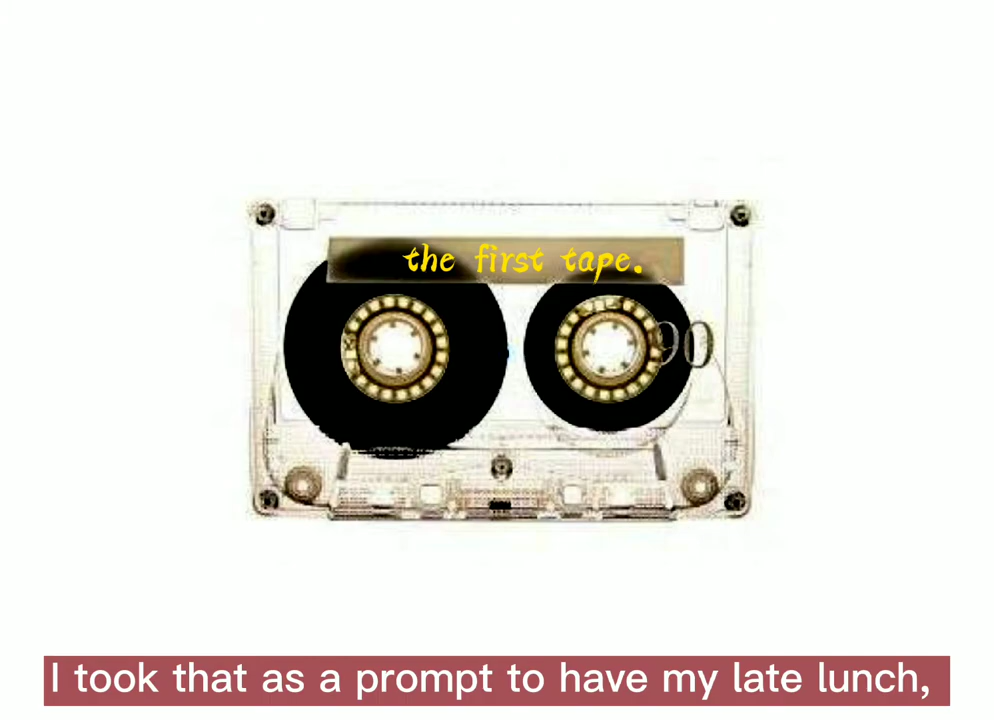 the first tape.
90
I took that as a prompt to have my late lunch,